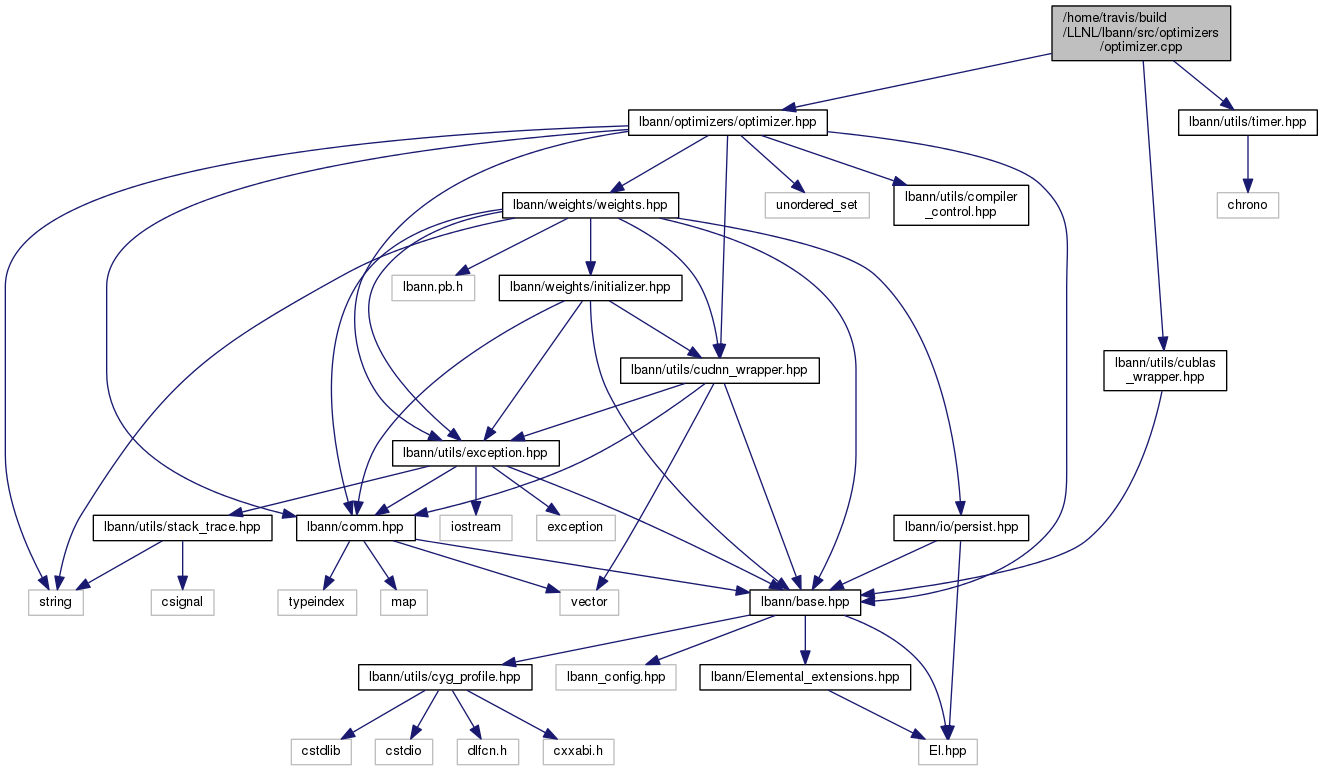 /home/travis/build
/LLNL/lbann/src/optimizers
/optimizer.cpp
lbann/optimizers/optimizer.hpp
lbann/utils/timer.hpp
lbann/weights/weights.hpp
unordered_set
lbann/utils/compiler
_control.hpp
chrono
lbann.pb.h
lbann/weights/initializer.hpp
lbann/utils/cudnn_wrapper.hpp
lbann/utils/cublas
_wrapper.hpp
lbann/utils/exception.hpp
lbann/utils/stack_trace.hpp
lbann/comm.hpp
iostream
exception
lbann/io/persist.hpp
string
csignal
typeindex
map
vector
lbann/base.hpp
lbann/utils/cyg_profile.hpp
lbann_config.hpp
lbann/Elemental_extensions.hpp
cstdlib
cstdio
dlfcn.h
cxxabi.h
El.hpp